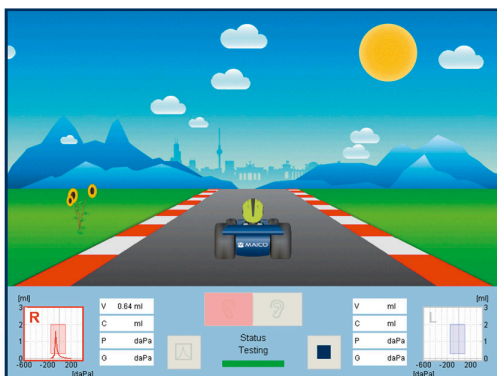 MAICO
[ml]
3
2
1
0
R
-600 -200 200
[daPa]
V 0.64 ml
C ml
P daPa
G daPa
Status
Testing
V ml
C ml
P daPa
G daPa
[ml]
3
2
1
0
L
-600 -200 200
[daPa]